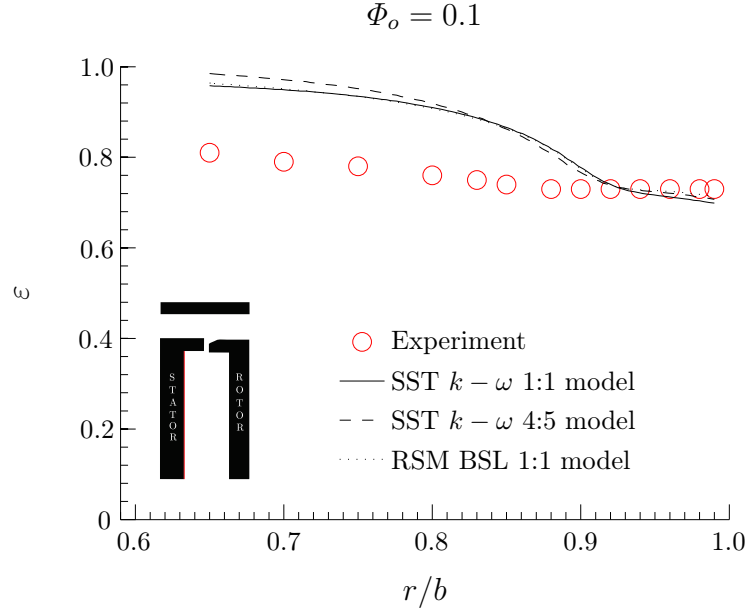 Φₒ = 0.1
1.0
0.8
0.6
0.4
0.2
0
ε
STATOR
ROTOR
Experiment
SST k − ω 1:1 model
SST k − ω 4:5 model
RSM BSL 1:1 model
0.6 0.7 0.8 0.9 1.0
r/b